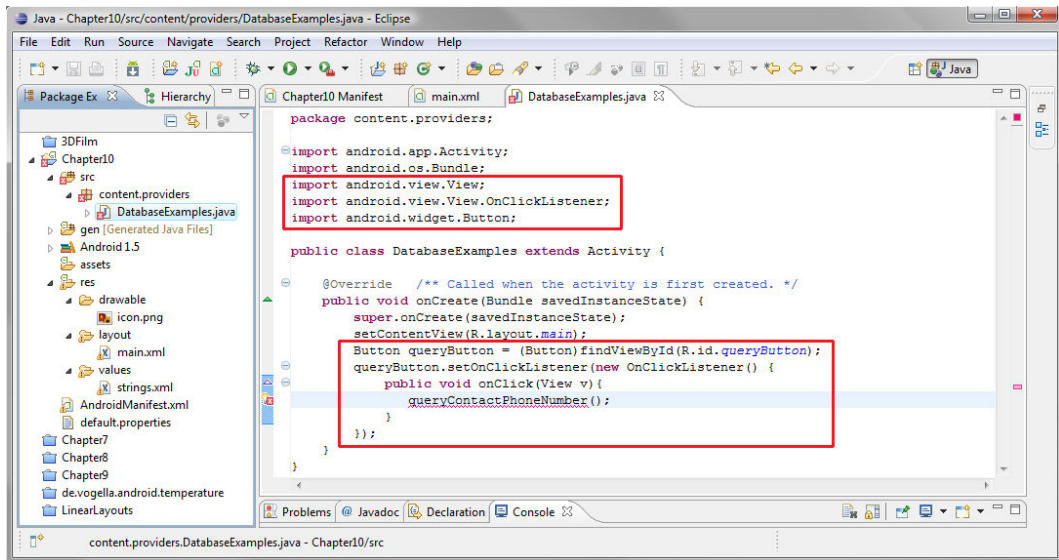 Java - Chapter10/src/content/providers/DatabaseExamples.java - Eclipse
File Edit Run Source Navigate Search Project Refactor Window Help
Java
Package Ex
Hierarchy
Chapter10 Manifest
main.xml
DatabaseExamples.java
3DFilm
Chapter10
src
content.providers
DatabaseExamples.java
gen [Generated Java Files]
Android 1.5
assets
res
drawable
icon.png
layout
main.xml
values
strings.xml
AndroidManifest.xml
default.properties
Chapter7
Chapter8
Chapter9
de.vogella.android.temperature
LinearLayouts
package content.providers;
import android.app.Activity;
import android.os.Bundle;
import android.view.View;
import android.view.View.OnClickListener;
import android.widget.Button;
public class DatabaseExamples extends Activity {
@Override /** Called when the activity is first created. */
public void onCreate(Bundle savedInstanceState) {
super.onCreate(savedInstanceState);
setContentView(R.layout.main);
Button queryButton = (Button)findViewById(R.id.queryButton);
queryButton.setOnClickListener(new OnClickListener() {
public void onClick(View v){
queryContactPhoneNumber();
}
});
}
}
Problems @ Javadoc Declaration Console
content.providers.DatabaseExamples.java - Chapter10/src